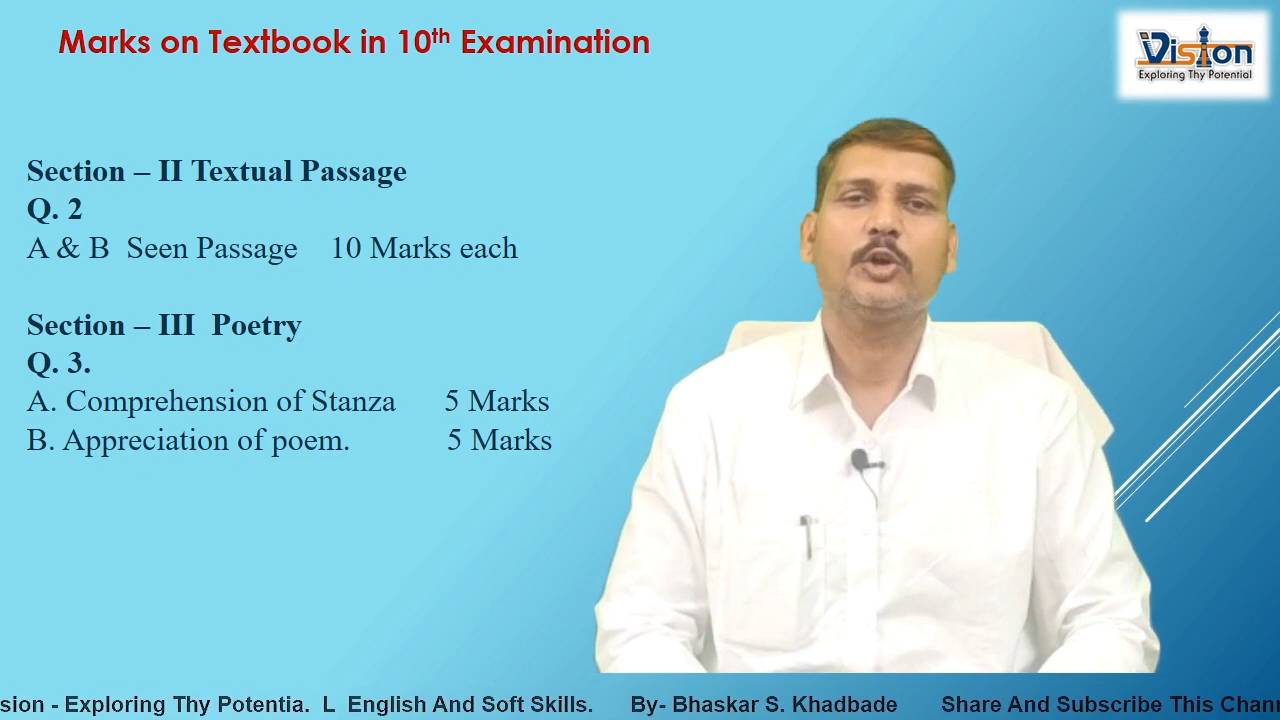 Marks on Textbook in 10th Examination
Vision
Exploring Thy Potential
Section – II Textual Passage
Q. 2
A & B Seen Passage 10 Marks each
Section – III Poetry
Q. 3.
A. Comprehension of Stanza 5 Marks
B. Appreciation of poem. 5 Marks
sion - Exploring Thy Potentia. L English And Soft Skills. By- Bhaskar S. Khadbade Share And Subscribe This Chan